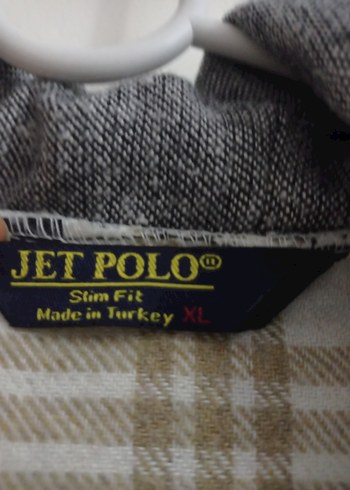 JET POLO®
Slim Fit
Made in Turkey XL